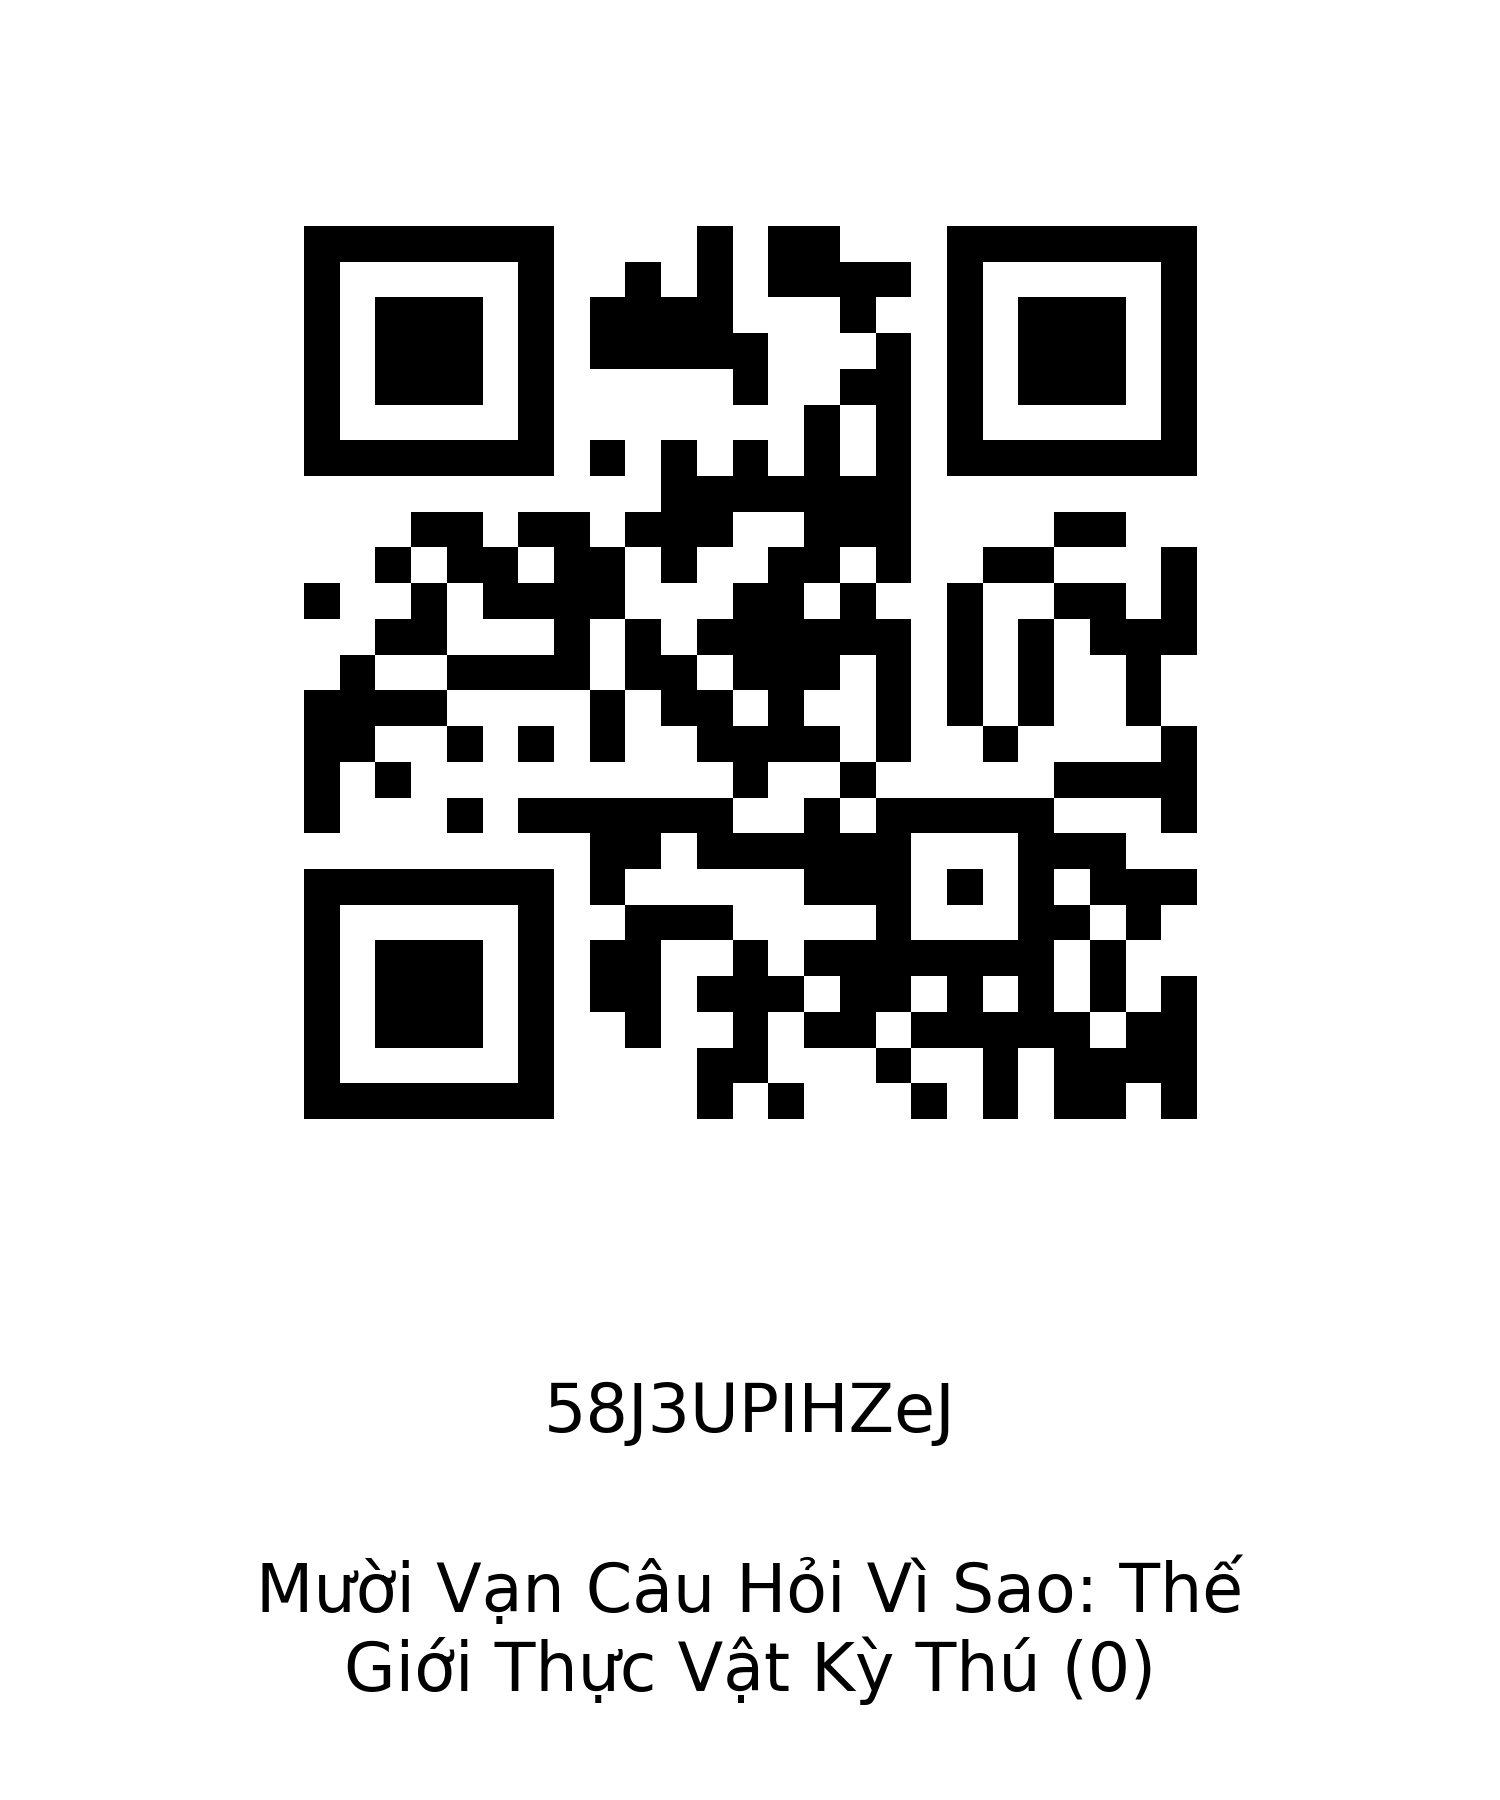 58J3UPIHZeJ
Mười Vạn Câu Hỏi Vì Sao: Thế
Giới Thực Vật Kỳ Thú (0)